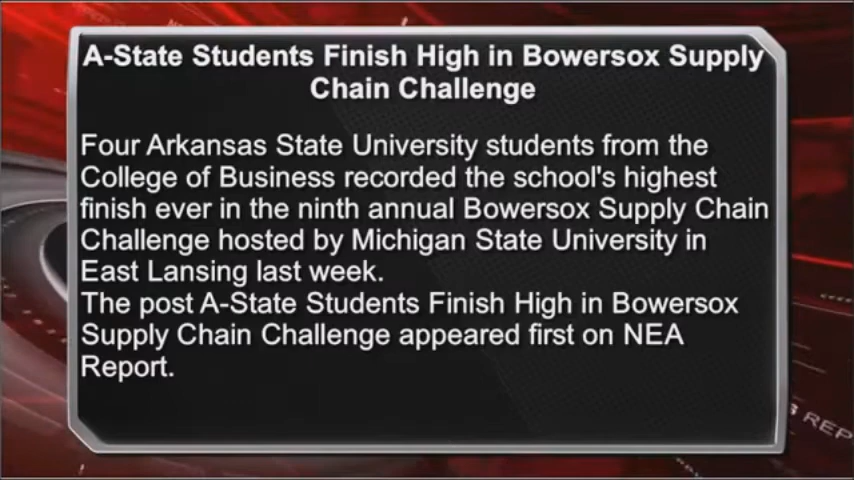 A-State Students Finish High in Bowersox Supply
Chain Challenge
Four Arkansas State University students from the
College of Business recorded the school's highest
finish ever in the ninth annual Bowersox Supply Chain
Challenge hosted by Michigan State University in
East Lansing last week.
The post A-State Students Finish High in Bowersox
Supply Chain Challenge appeared first on NEA
Report.